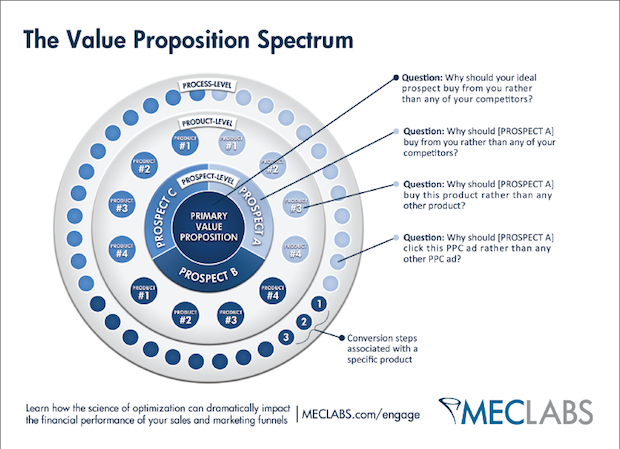 The Value Proposition Spectrum
PROCESS-LEVEL
PRODUCT-LEVEL
PROSPECT-LEVEL
PRIMARY
VALUE
PROPOSITION
PROSPECT A
PROSPECT B
PROSPECT C
PRODUCT
#1
PRODUCT
#2
PRODUCT
#3
PRODUCT
#4
PRODUCT
#4
PRODUCT
#3
PRODUCT
#2
PRODUCT
#1
PRODUCT
#4
PRODUCT
#3
PRODUCT
#2
PRODUCT
#1
1
2
3
Question: Why should your ideal
prospect buy from you rather
than any of your competitors?
Question: Why should [PROSPECT A]
buy from you rather than any of your
competitors?
Question: Why should [PROSPECT A]
buy this product rather than any
other product?
Question: Why should [PROSPECT A]
click this PPC ad rather than any
other PPC ad?
Conversion steps
associated with a
specific product
Learn how the science of optimization can dramatically impact
the financial performance of your sales and marketing funnels
MECLABS.com/engage
MECLABS